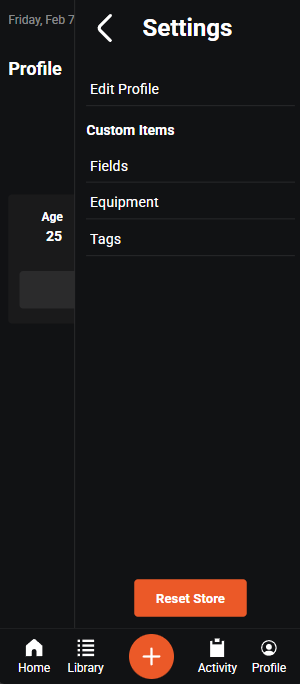 Friday, Feb 7
Profile
Age
25
Settings
Edit Profile
Custom Items
Fields
Equipment
Tags
Reset Store
Home
Library
Activity
Profile